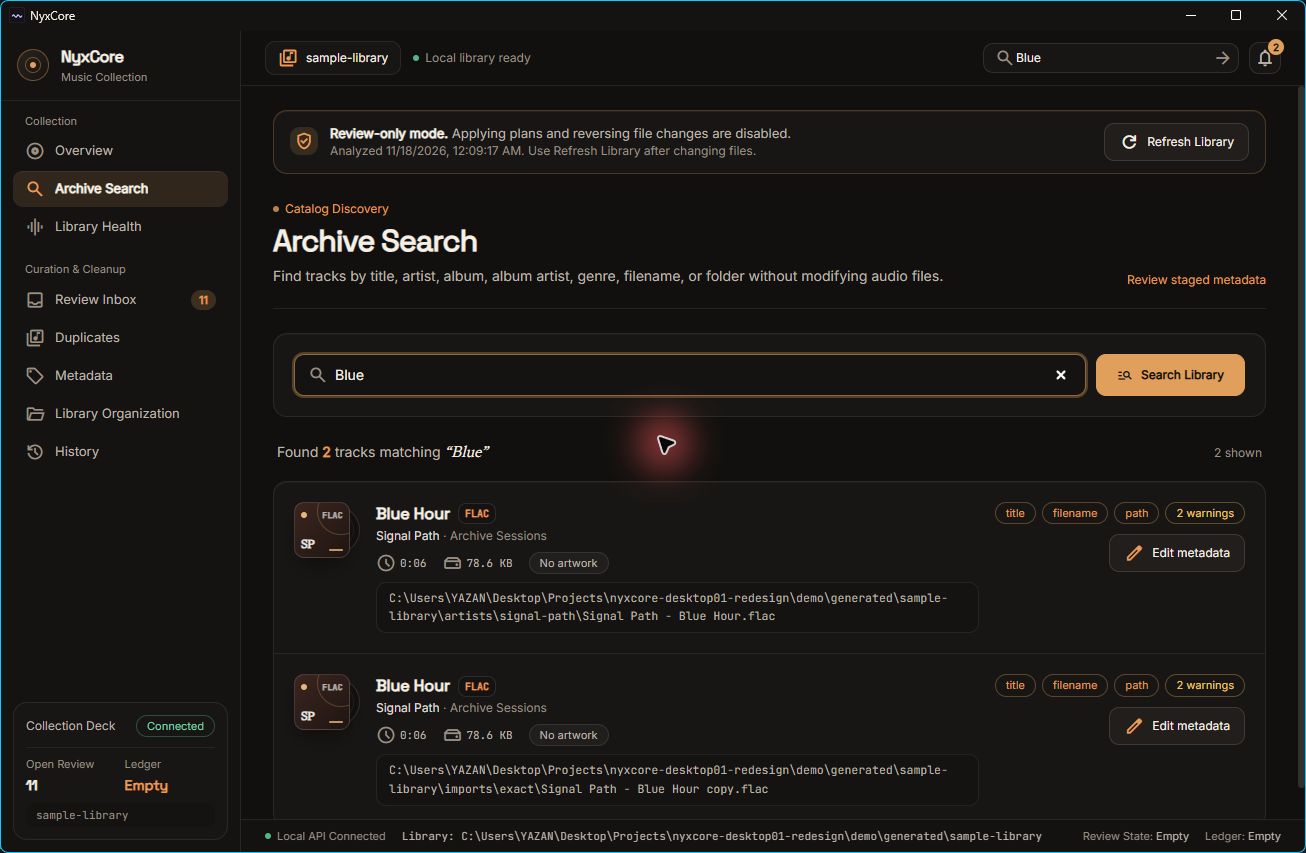 NyxCore
NyxCore
Music Collection
sample-library
Local library ready
Blue
2
Collection
Overview
Archive Search
Library Health
Curation & Cleanup
Review Inbox
11
Duplicates
Metadata
Library Organization
History
Review-only mode. Applying plans and reversing file changes are disabled.
Analyzed 11/18/2026, 12:09:17 AM. Use Refresh Library after changing files.
Refresh Library
Catalog Discovery
Archive Search
Find tracks by title, artist, album, album artist, genre, filename, or folder without modifying audio files.
Review staged metadata
Blue
Search Library
Found 2 tracks matching “Blue”
2 shown
FLAC
SP
Blue Hour FLAC
title filename path 2 warnings
Signal Path · Archive Sessions
Edit metadata
0:06 78.6 KB No artwork
C:\Users\YAZAN\Desktop\Projects\nyxcore-desktop01-redesign\demo\generated\sample-
library\artists\signal-path\Signal Path - Blue Hour.flac
FLAC
SP
Blue Hour FLAC
title filename path 2 warnings
Signal Path · Archive Sessions
Edit metadata
0:06 78.6 KB No artwork
C:\Users\YAZAN\Desktop\Projects\nyxcore-desktop01-redesign\demo\generated\sample-
library\imports\exact\Signal Path - Blue Hour copy.flac
Collection Deck
Connected
Open Review Ledger
11 Empty
sample-library
Local API Connected
Library: C:\Users\YAZAN\Desktop\Projects\nyxcore-desktop01-redesign\demo\generated\sample-library
Review State: Empty
Ledger: Empty